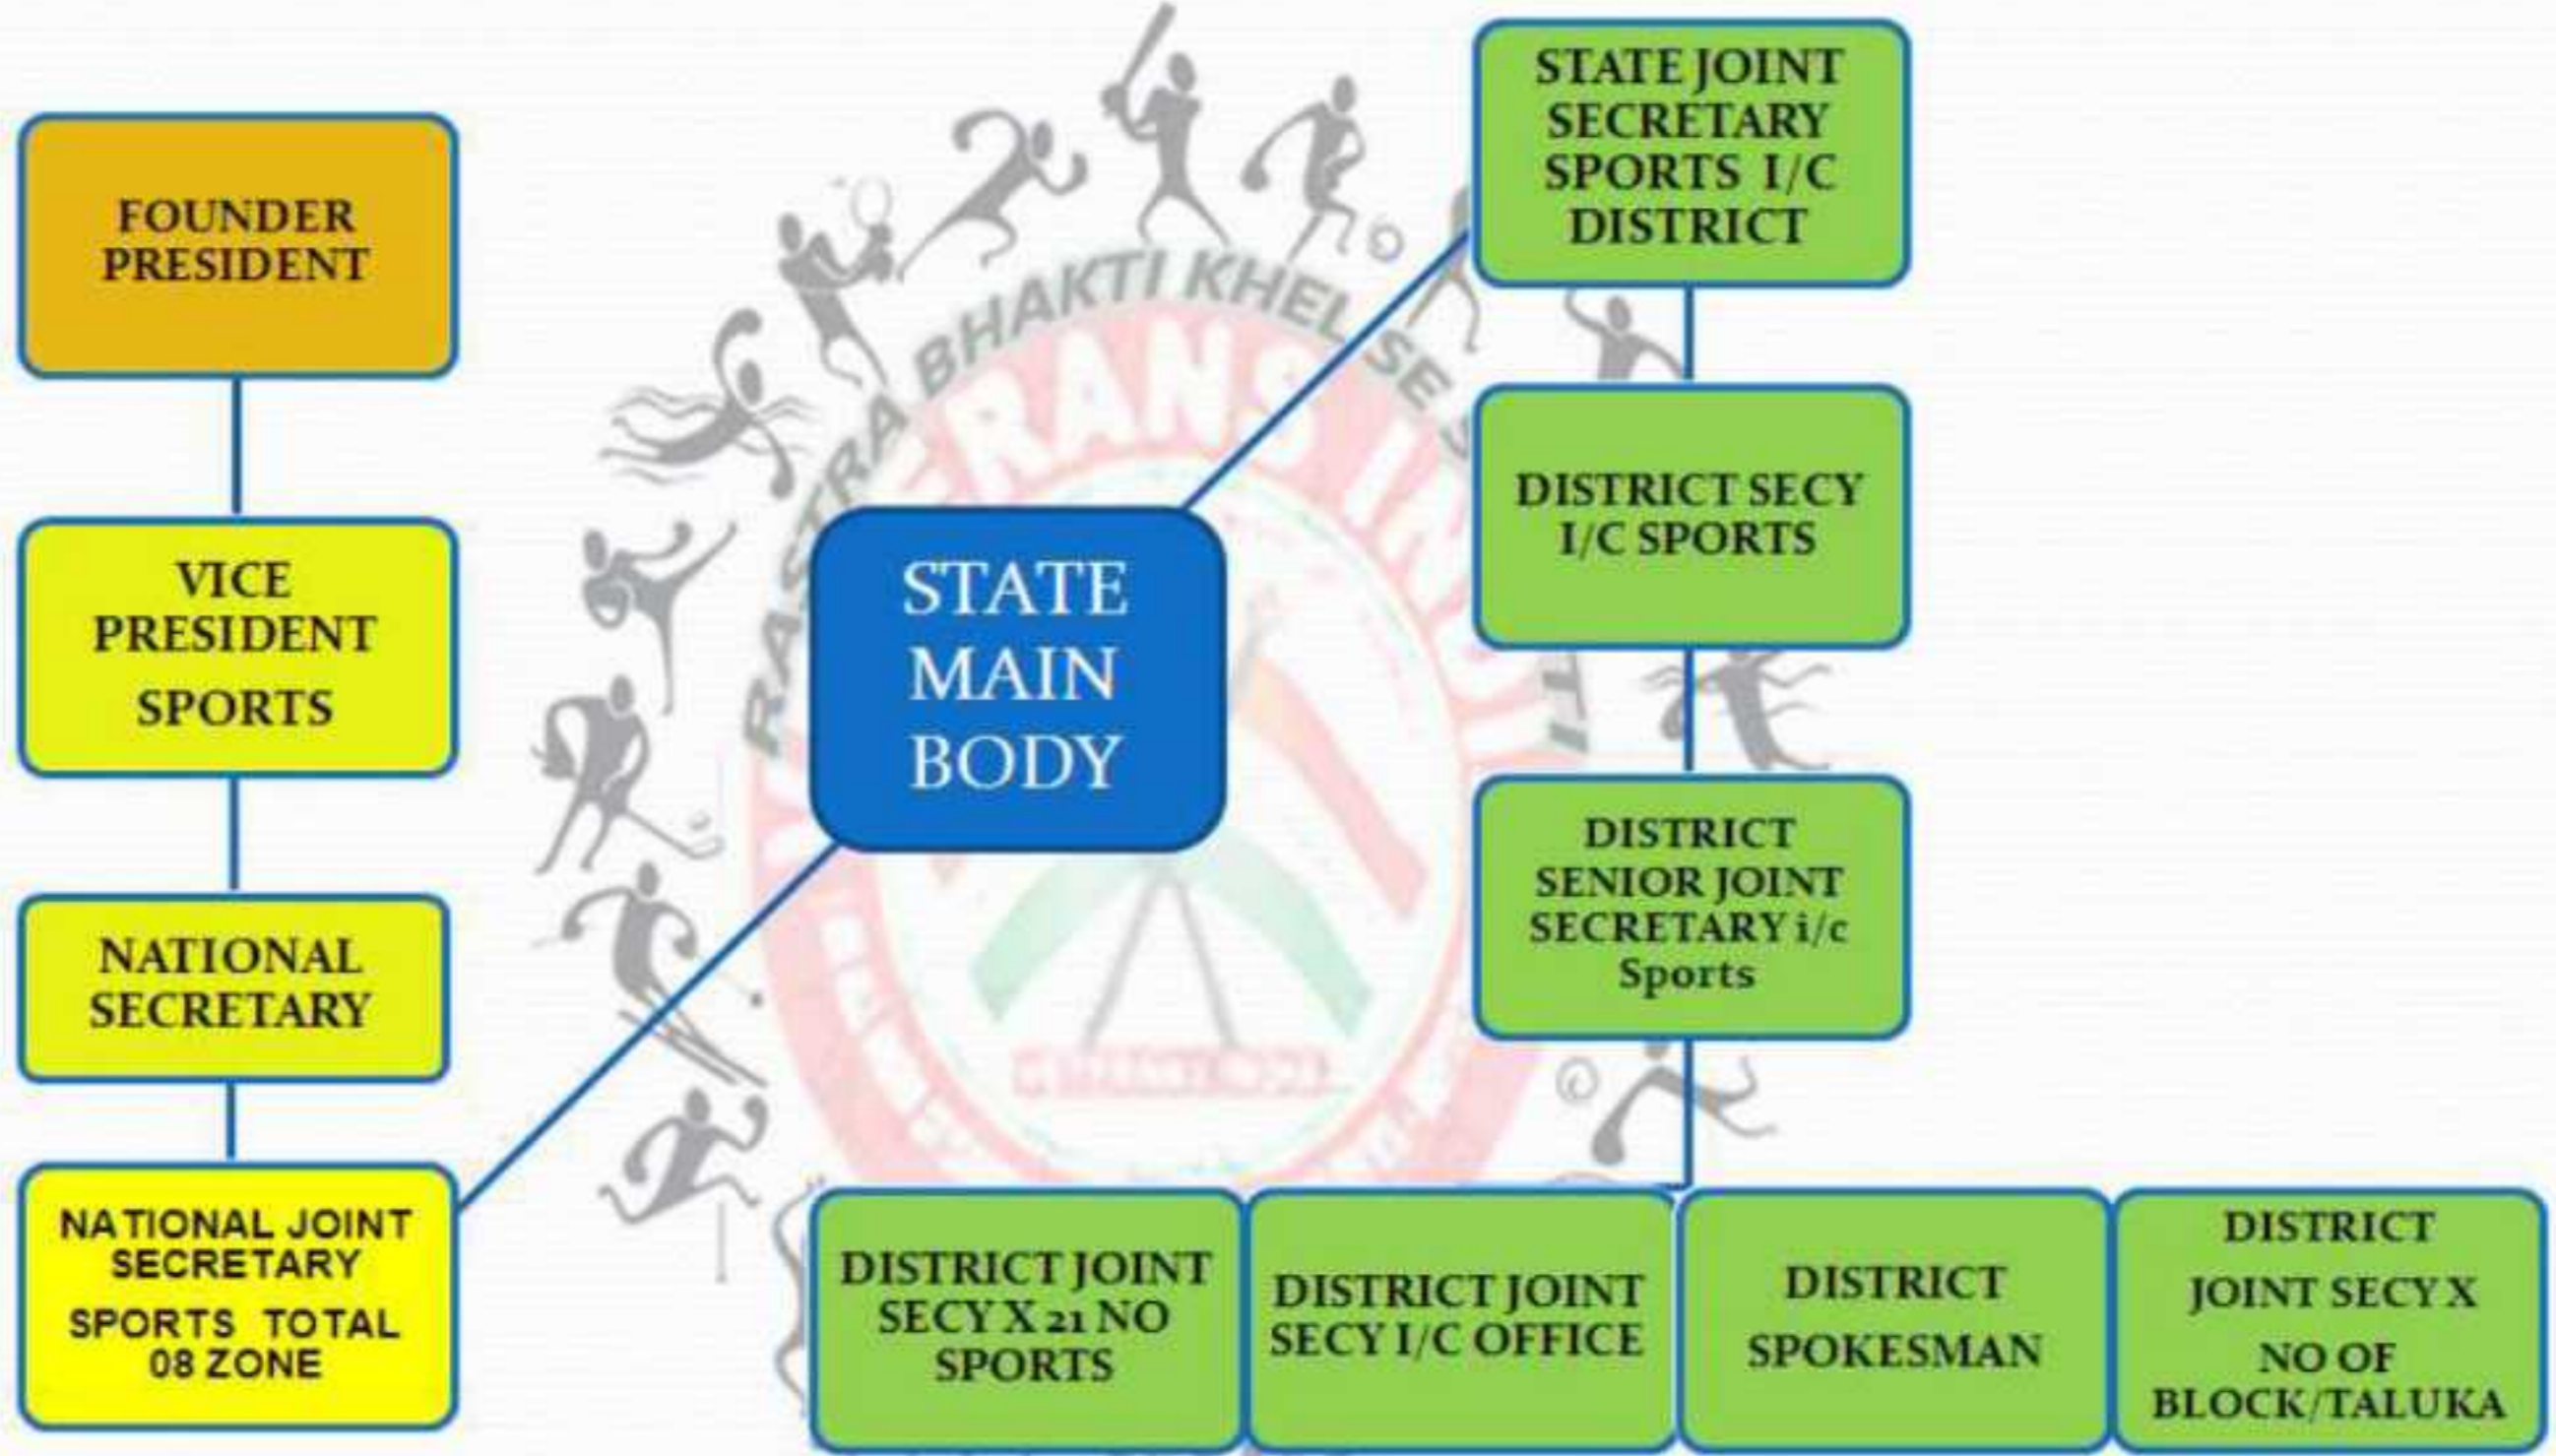 FOUNDER
PRESIDENT
VICE
PRESIDENT
SPORTS
NATIONAL
SECRETARY
NATIONAL JOINT
SECRETARY
SPORTS TOTAL
08 ZONE
STATE
MAIN
BODY
STATE JOINT
SECRETARY
SPORTS I/C
DISTRICT
DISTRICT SECY
I/C SPORTS
DISTRICT
SENIOR JOINT
SECRETARY i/c
Sports
DISTRICT JOINT
SECY X 21 NO
SPORTS
DISTRICT JOINT
SECY I/C OFFICE
DISTRICT
SPOKESMAN
DISTRICT
JOINT SECY X
NO OF
BLOCK/TALUKA
RASTRA BHAKTI KHEL SE